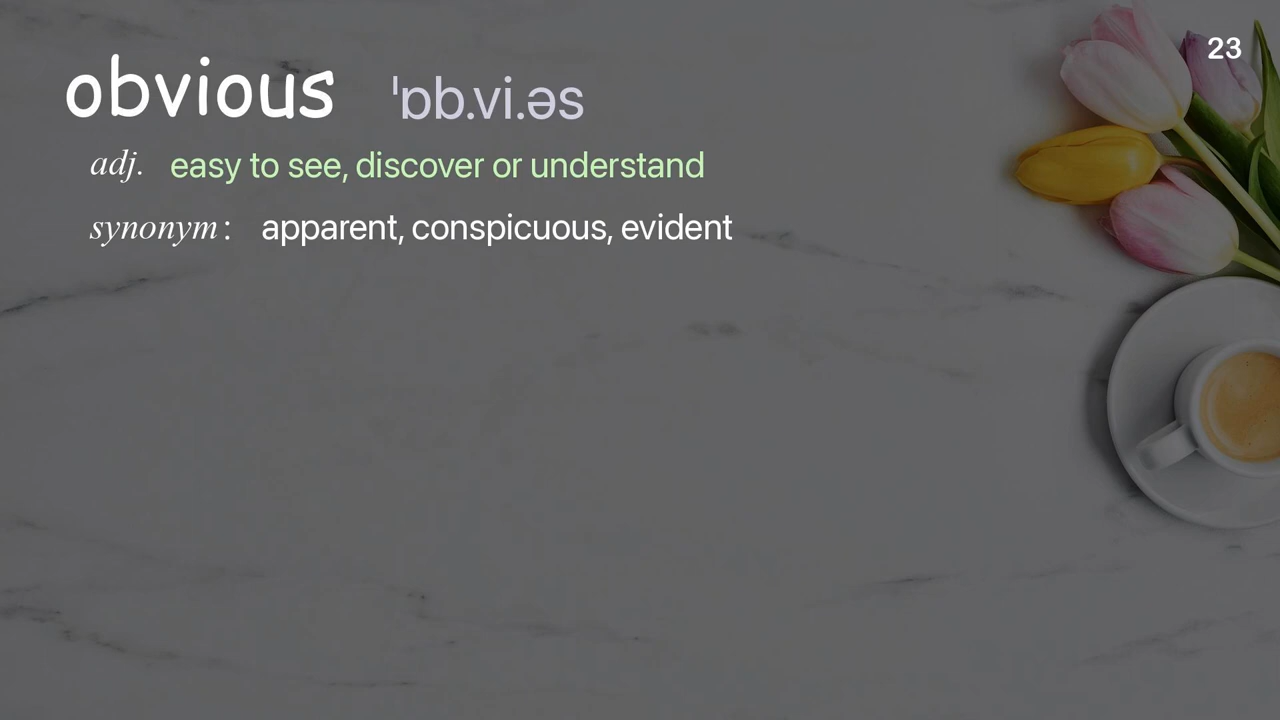 23
obvious ˈɒb.vi.əs
adj. easy to see, discover or understand
synonym: apparent, conspicuous, evident